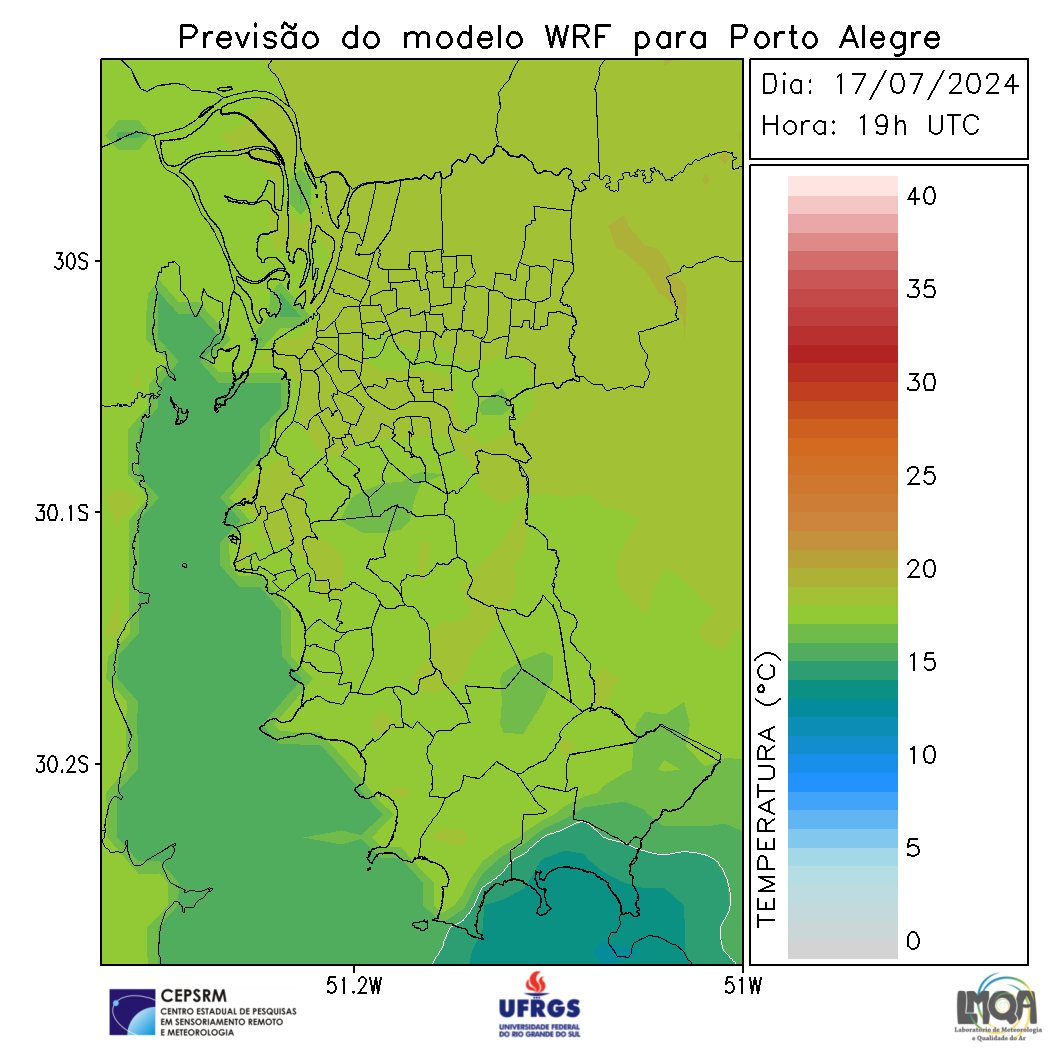 Previsão do modelo WRF para Porto Alegre
Dia: 17/07/2024
Hora: 19h UTC
40
35
30
25
20
15
10
5
0
TEMPERATURA (°C)
30S
30.1S
30.2S
51.2W
51W
CEPSRM
CENTRO ESTADUAL DE PESQUISAS
EM SENSORIAMENTO REMOTO
E METEOROLOGIA
UFRGS
UNIVERSIDADE FEDERAL
DO RIO GRANDE DO SUL
LMQA
Laboratório de Meteorologia
e Qualidade do Ar